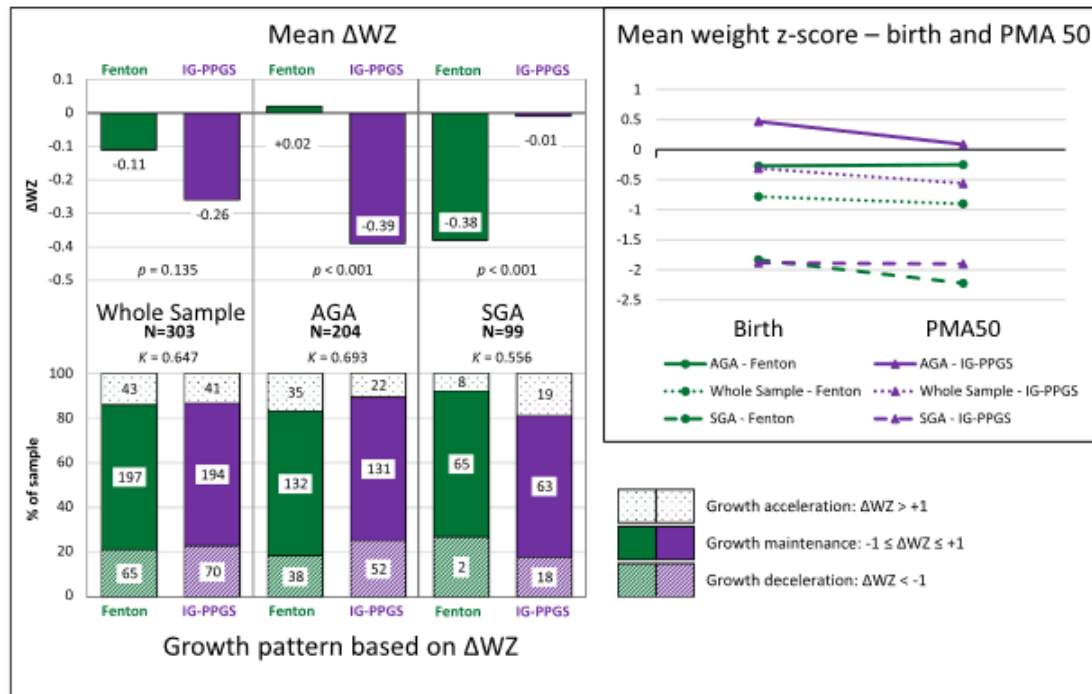 Mean ΔWZ
Fenton IG-PPGS Fenton IG-PPGS Fenton IG-PPGS
0.1
0
-0.1
-0.2
-0.3
-0.4
-0.5
ΔWZ
-0.11
-0.26
+0.02
-0.39
-0.38
-0.01
p = 0.135 p < 0.001 p < 0.001
Whole Sample AGA SGA
N=303 N=204 N=99
K = 0.647 K = 0.693 K = 0.556
100
80
60
40
20
0
% of sample
43 41 35 22 8 19
197 194 132 131 65 63
65 70 38 52 2 18
Fenton IG-PPGS Fenton IG-PPGS Fenton IG-PPGS
Growth pattern based on ΔWZ
Mean weight z-score – birth and PMA 50
1
0.5
0
-0.5
-1
-1.5
-2
-2.5
Birth PMA50
AGA - Fenton AGA - IG-PPGS
Whole Sample - Fenton Whole Sample - IG-PPGS
SGA - Fenton SGA - IG-PPGS
Growth acceleration: ΔWZ > +1
Growth maintenance: -1 ≤ ΔWZ ≤ +1
Growth deceleration: ΔWZ < -1